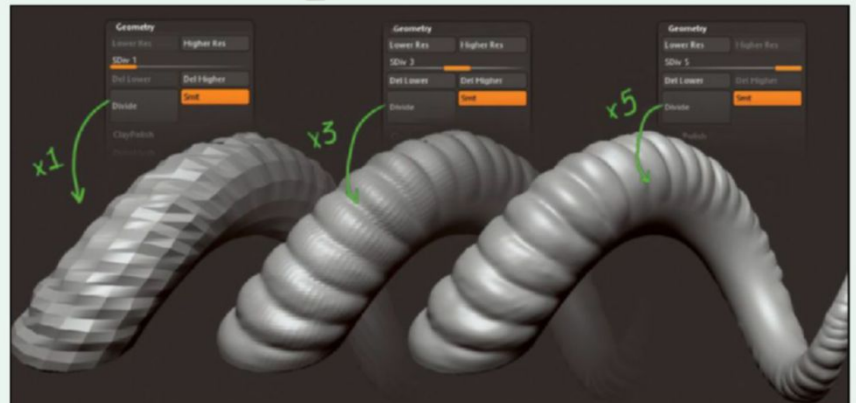 Geometry
Lower Res Higher Res
SDiv 1
Del Lower Del Higher
Divide
Smt
ClayPolish
x1
Geometry
Lower Res Higher Res
SDiv 3
Del Lower Del Higher
Divide
Smt
x3
Geometry
Lower Res Higher Res
SDiv 5
Del Lower Del Higher
Divide
Smt
x5